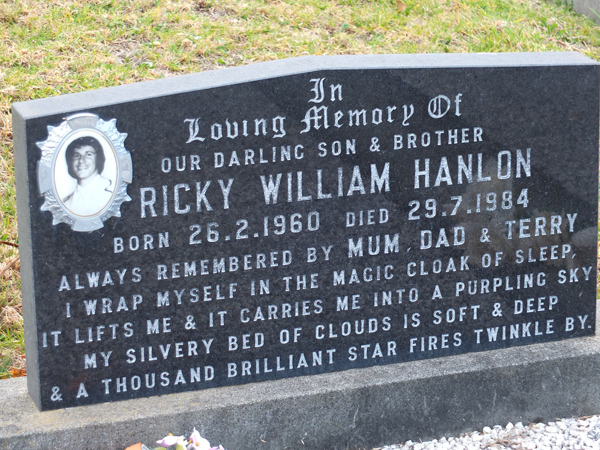 In
Loving Memory Of
OUR DARLING SON & BROTHER
RICKY WILLIAM HANLON
BORN 26.2.1960 DIED 29.7.1984
ALWAYS REMEMBERED BY MUM, DAD & TERRY
I WRAP MYSELF IN THE MAGIC CLOAK OF SLEEP,
IT LIFTS ME & IT CARRIES ME INTO A PURPLING SKY
MY SILVERY BED OF CLOUDS IS SOFT & DEEP
& A THOUSAND BRILLIANT STAR FIRES TWINKLE BY.